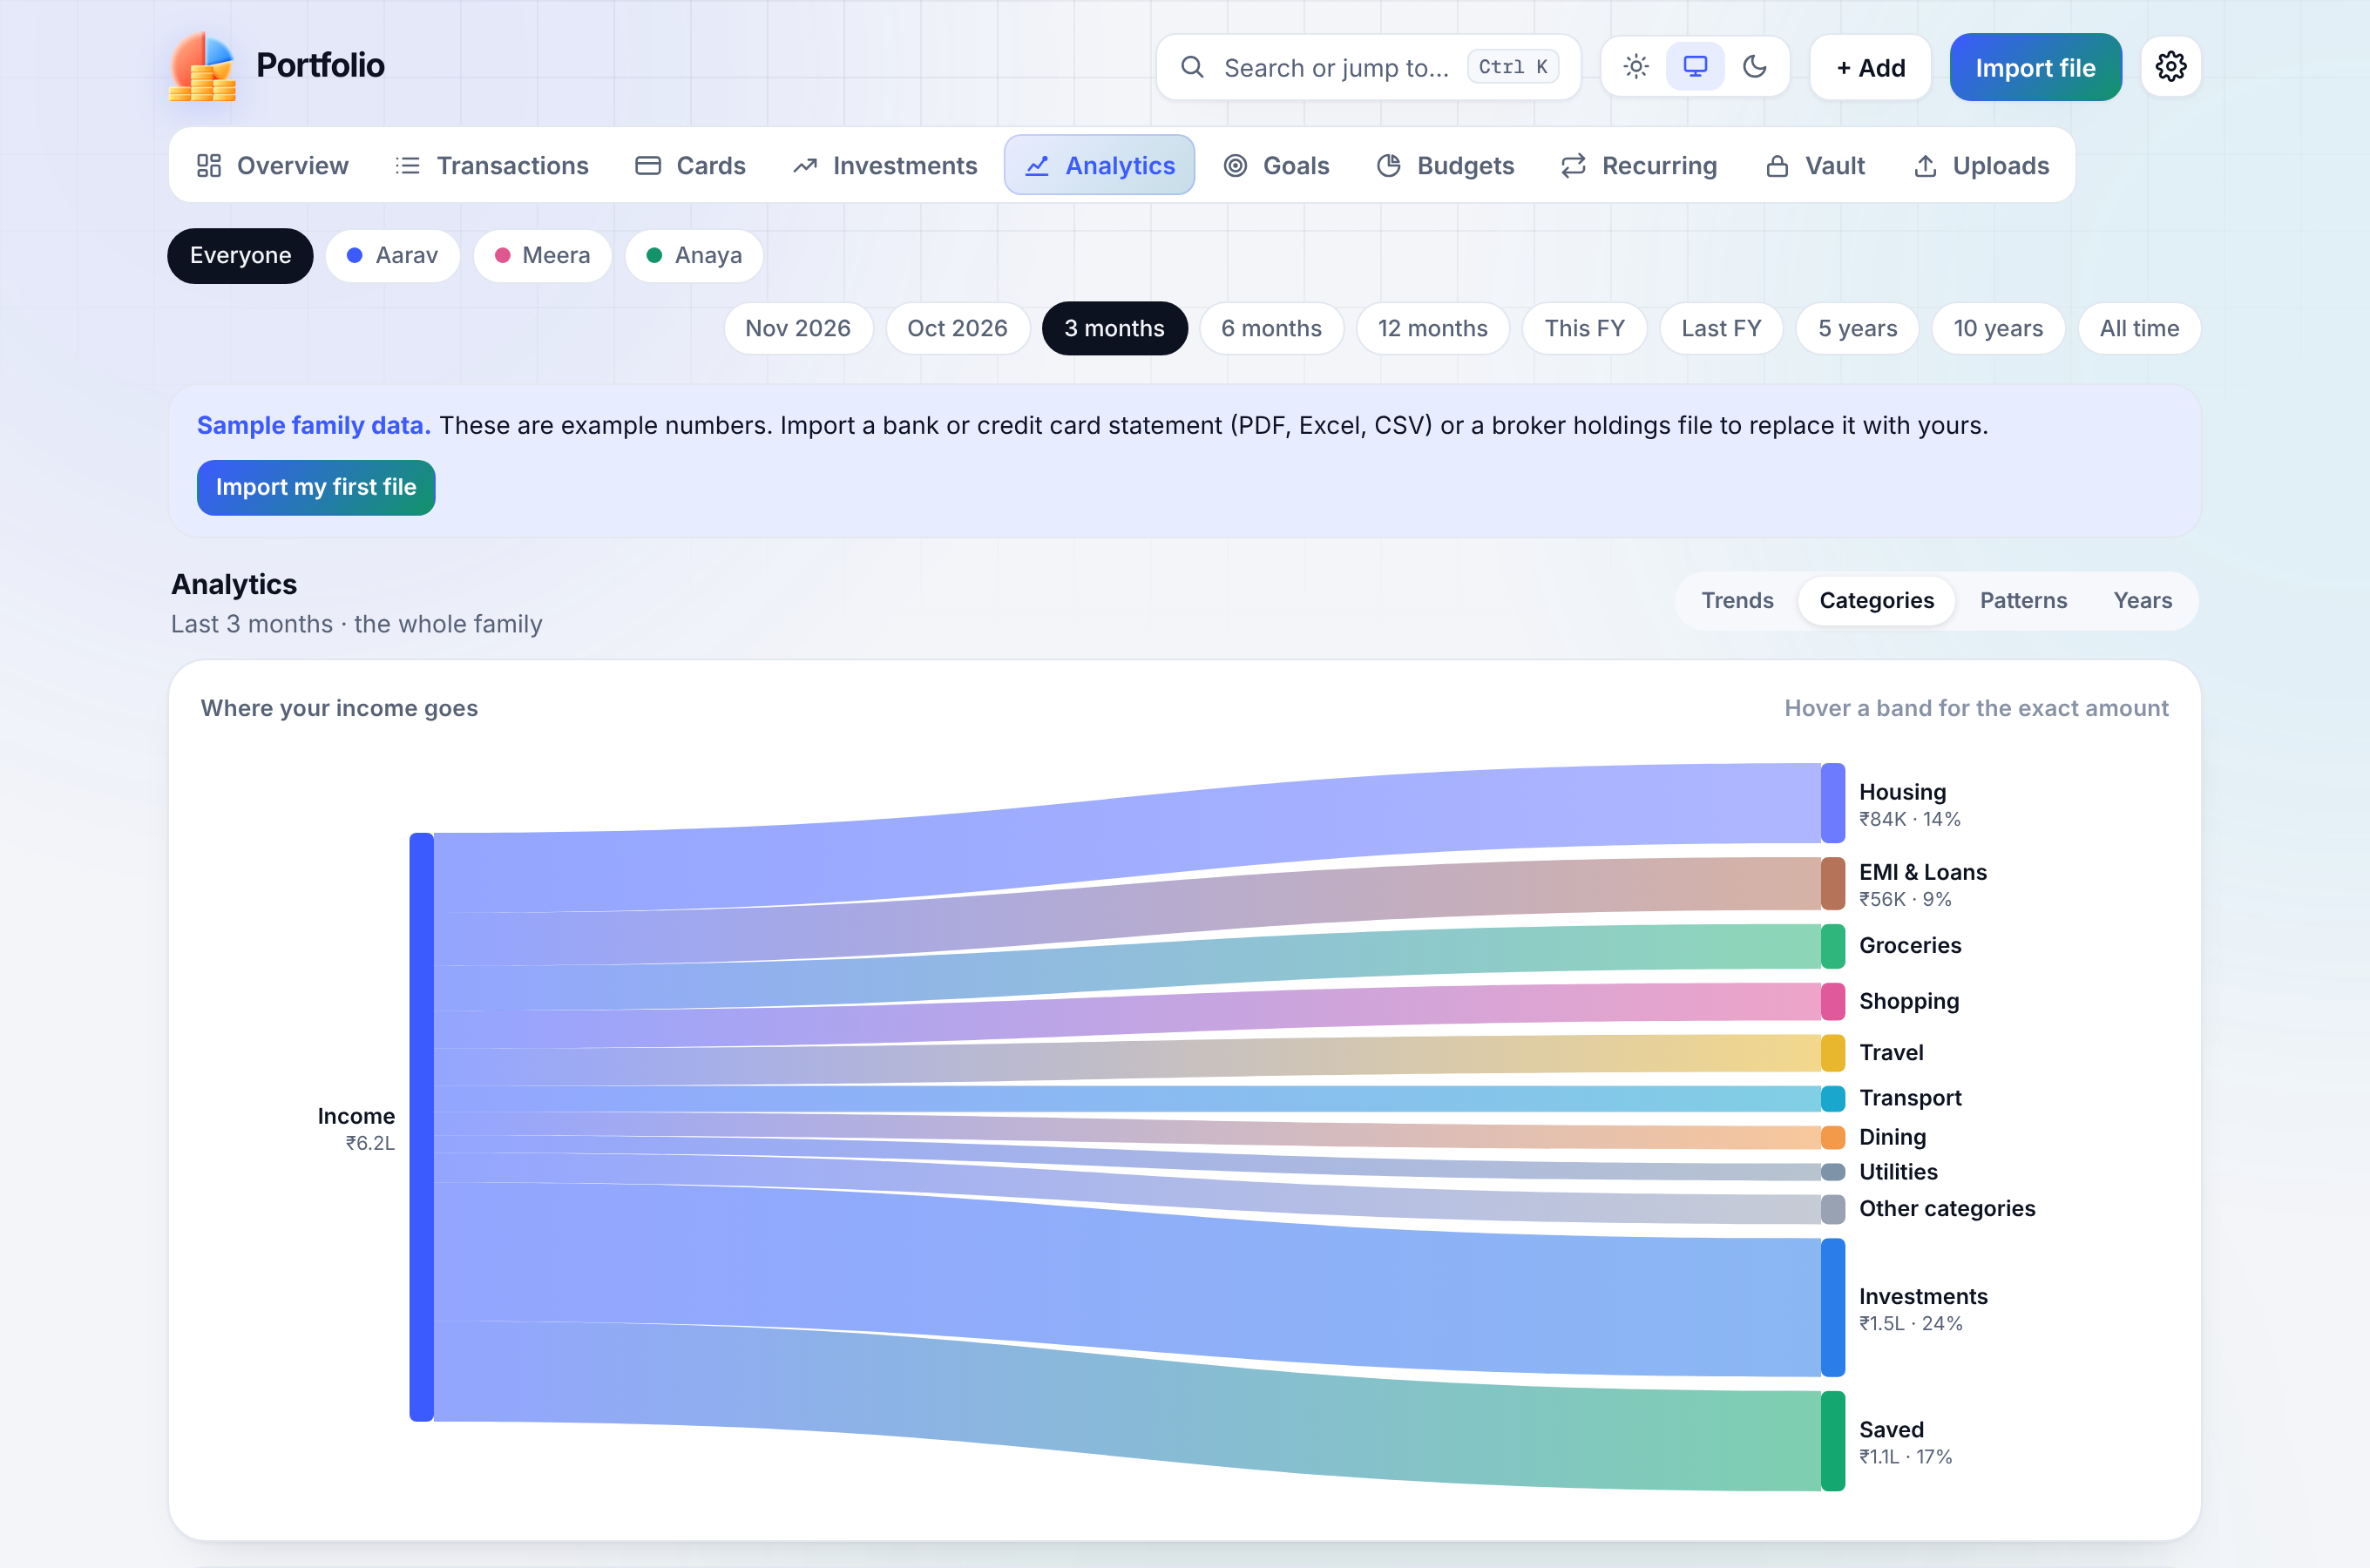 Portfolio
Search or jump to... Ctrl K
+ Add
Import file
Overview Transactions Cards Investments Analytics Goals Budgets Recurring Vault Uploads
Everyone Aarav Meera Anaya
Nov 2026 Oct 2026 3 months 6 months 12 months This FY Last FY 5 years 10 years All time
Sample family data. These are example numbers. Import a bank or credit card statement (PDF, Excel, CSV) or a broker holdings file to replace it with yours.
Import my first file
Analytics
Last 3 months · the whole family
Trends Categories Patterns Years
Where your income goes
Hover a band for the exact amount
Income
₹6.2L
Housing
₹84K · 14%
EMI & Loans
₹56K · 9%
Groceries
Shopping
Travel
Transport
Dining
Utilities
Other categories
Investments
₹1.5L · 24%
Saved
₹1.1L · 17%